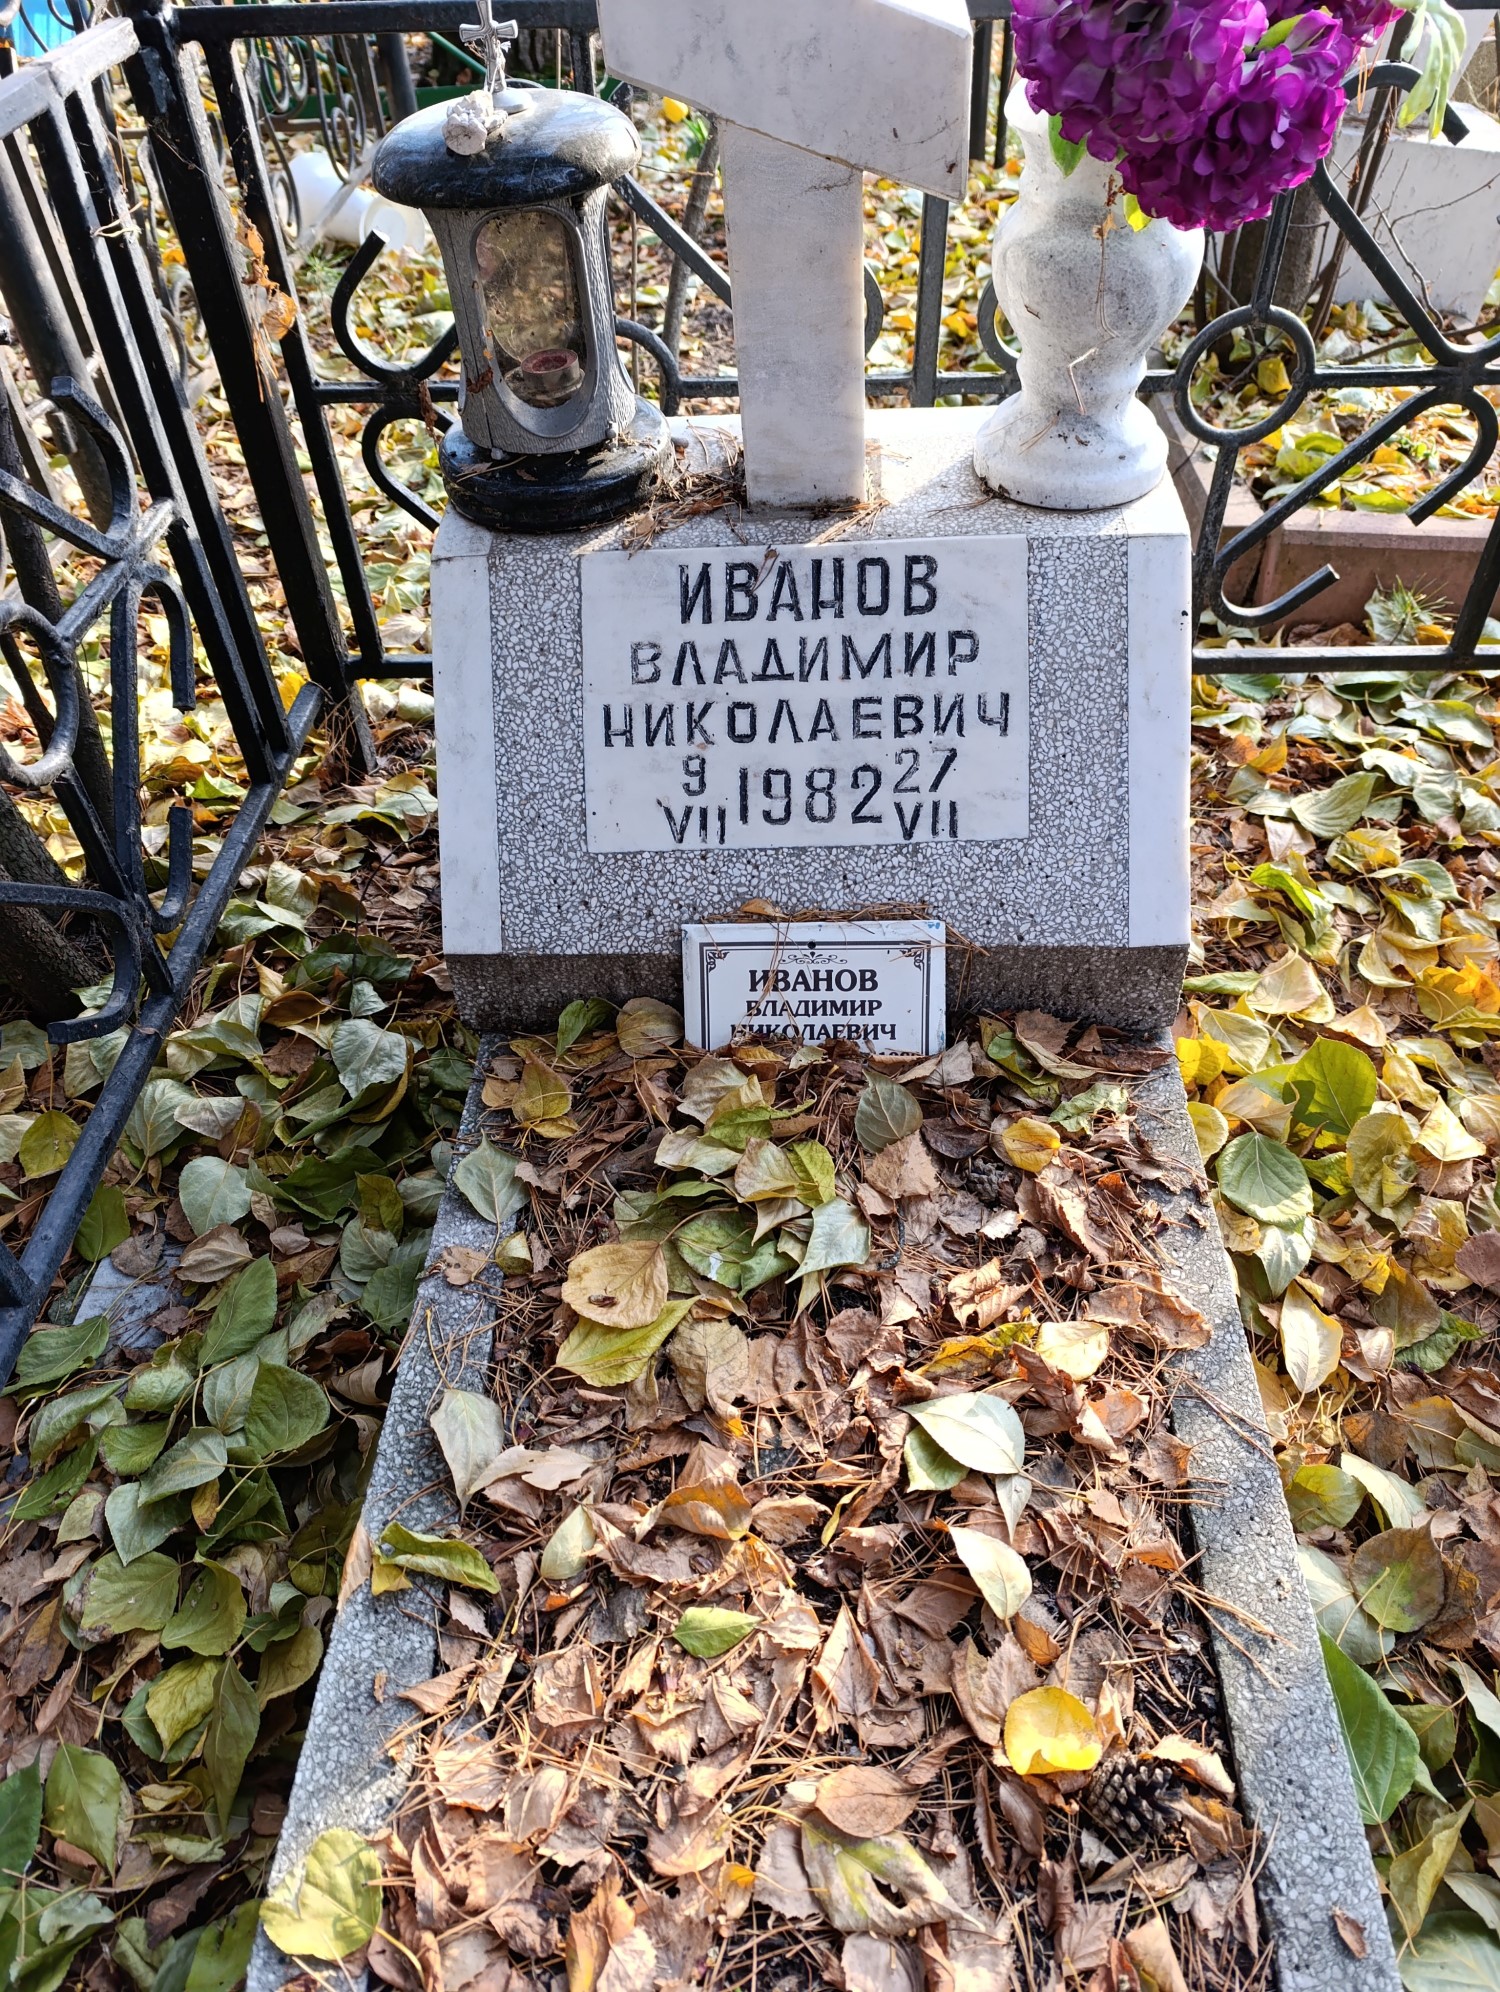 ИВАНОВ
ВЛАДИМИР
НИКОЛАЕВИЧ
9 VII 1982 27 VII
ИВАНОВ
ВЛАДИМИР
НИКОЛАЕВИЧ